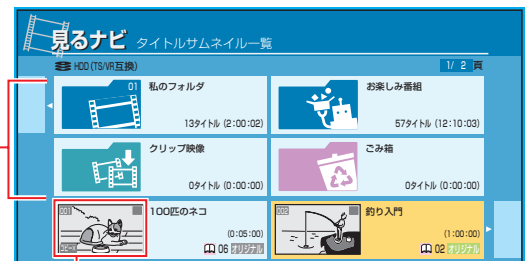 見るナビ タイトルサムネイル一覧
HDD(TS/VR互換) 1/ 2 頁
01 私のフォルダ
13タイトル (2:00:02)
お楽しみ番組
57タイトル (12:10:03)
クリップ映像
0タイトル (0:00:00)
ごみ箱
0タイトル (0:00:00)
001 100匹のネコ
(0:05:00)
06 オリジナル
002 釣り入門
(1:00:00)
02 オリジナル